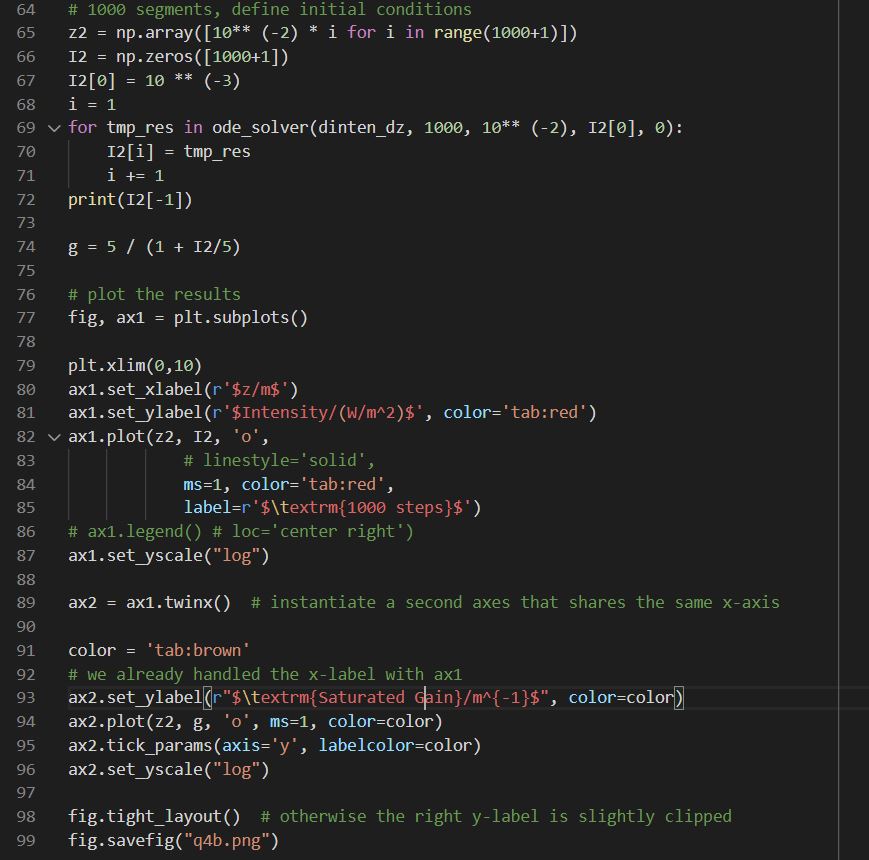 64 # 1000 segments, define initial conditions
65 z2 = np.array([10** (-2) * i for i in range(1000+1)])
66 I2 = np.zeros([1000+1])
67 I2[0] = 10 ** (-3)
68 i = 1
69 for tmp_res in ode_solver(dinten_dz, 1000, 10** (-2), I2[0], 0):
70 I2[i] = tmp_res
71 i += 1
72 print(I2[-1])
73
74 g = 5 / (1 + I2/5)
75
76 # plot the results
77 fig, ax1 = plt.subplots()
78
79 plt.xlim(0,10)
80 ax1.set_xlabel(r'$z/m$')
81 ax1.set_ylabel(r'$Intensity/(W/m^2)$', color='tab:red')
82 ax1.plot(z2, I2, 'o',
83 # linestyle='solid',
84 ms=1, color='tab:red',
85 label=r'$\textrm{1000 steps}$')
86 # ax1.legend() # loc='center right')
87 ax1.set_yscale("log")
88
89 ax2 = ax1.twinx()  # instantiate a second axes that shares the same x-axis
90
91 color = 'tab:brown'
92 # we already handled the x-label with ax1
93 ax2.set_ylabel(r"$\textrm{Saturated Gain}/m^{-1}$", color=color)
94 ax2.plot(z2, g, 'o', ms=1, color=color)
95 ax2.tick_params(axis='y', labelcolor=color)
96 ax2.set_yscale("log")
97
98 fig.tight_layout()  # otherwise the right y-label is slightly clipped
99 fig.savefig("q4b.png")